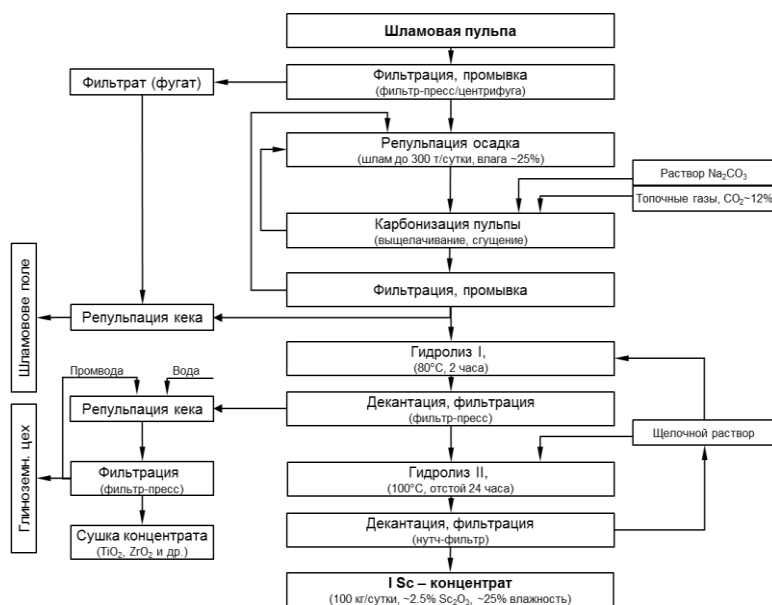 Шламовая пульпа
Фильтрат (фугат)
Фильтрация, промывка
(фильтр-пресс/центрифуга)
Репульпация осадка
(шлам до 300 т/сутки, влага ~25%)
Раствор Na₂CO₃
Топочные газы, CO₂~12%
Карбонизация пульпы
(выщелачивание, сгущение)
Шламовове поле
Фильтрация, промывка
Репульпация кека
Гидролиз I,
(80°C, 2 часа)
Промвода
Вода
Репульпация кека
Декантация, фильтрация
(фильтр-пресс)
Щелочной раствор
Глиноземн. цех
Фильтрация
(фильтр-пресс)
Гидролиз II,
(100°C, отстой 24 часа)
Сушка концентрата
(TiO₂, ZrO₂ и др.)
Декантация, фильтрация
(нутч-фильтр)
I Sc – концентрат
(100 кг/сутки, ~2.5% Sc₂O₃, ~25% влажность)